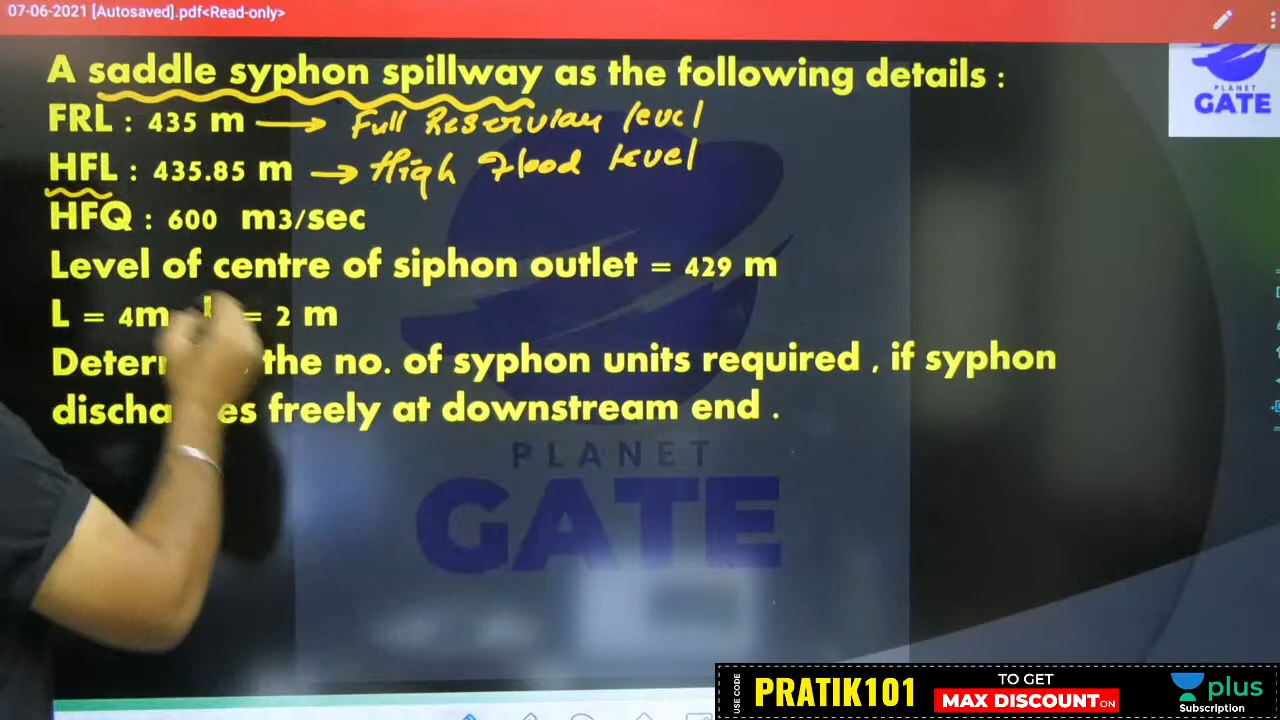 07-06-2021 [Autosaved].pdf<Read-only>
A saddle syphon spillway as the following details :
FRL : 435 m → Full Reservior level
HFL : 435.85 m → High Flood Level
HFQ : 600 m3/sec
Level of centre of siphon outlet = 429 m
L = 4m = 2 m
the no. of syphon units required , if syphon
freely at downstream end .
PLANET
GATE
PLANET
GATE
USE CODE
PRATIK101
TO GET
MAX DISCOUNT ON
plus
Subscription